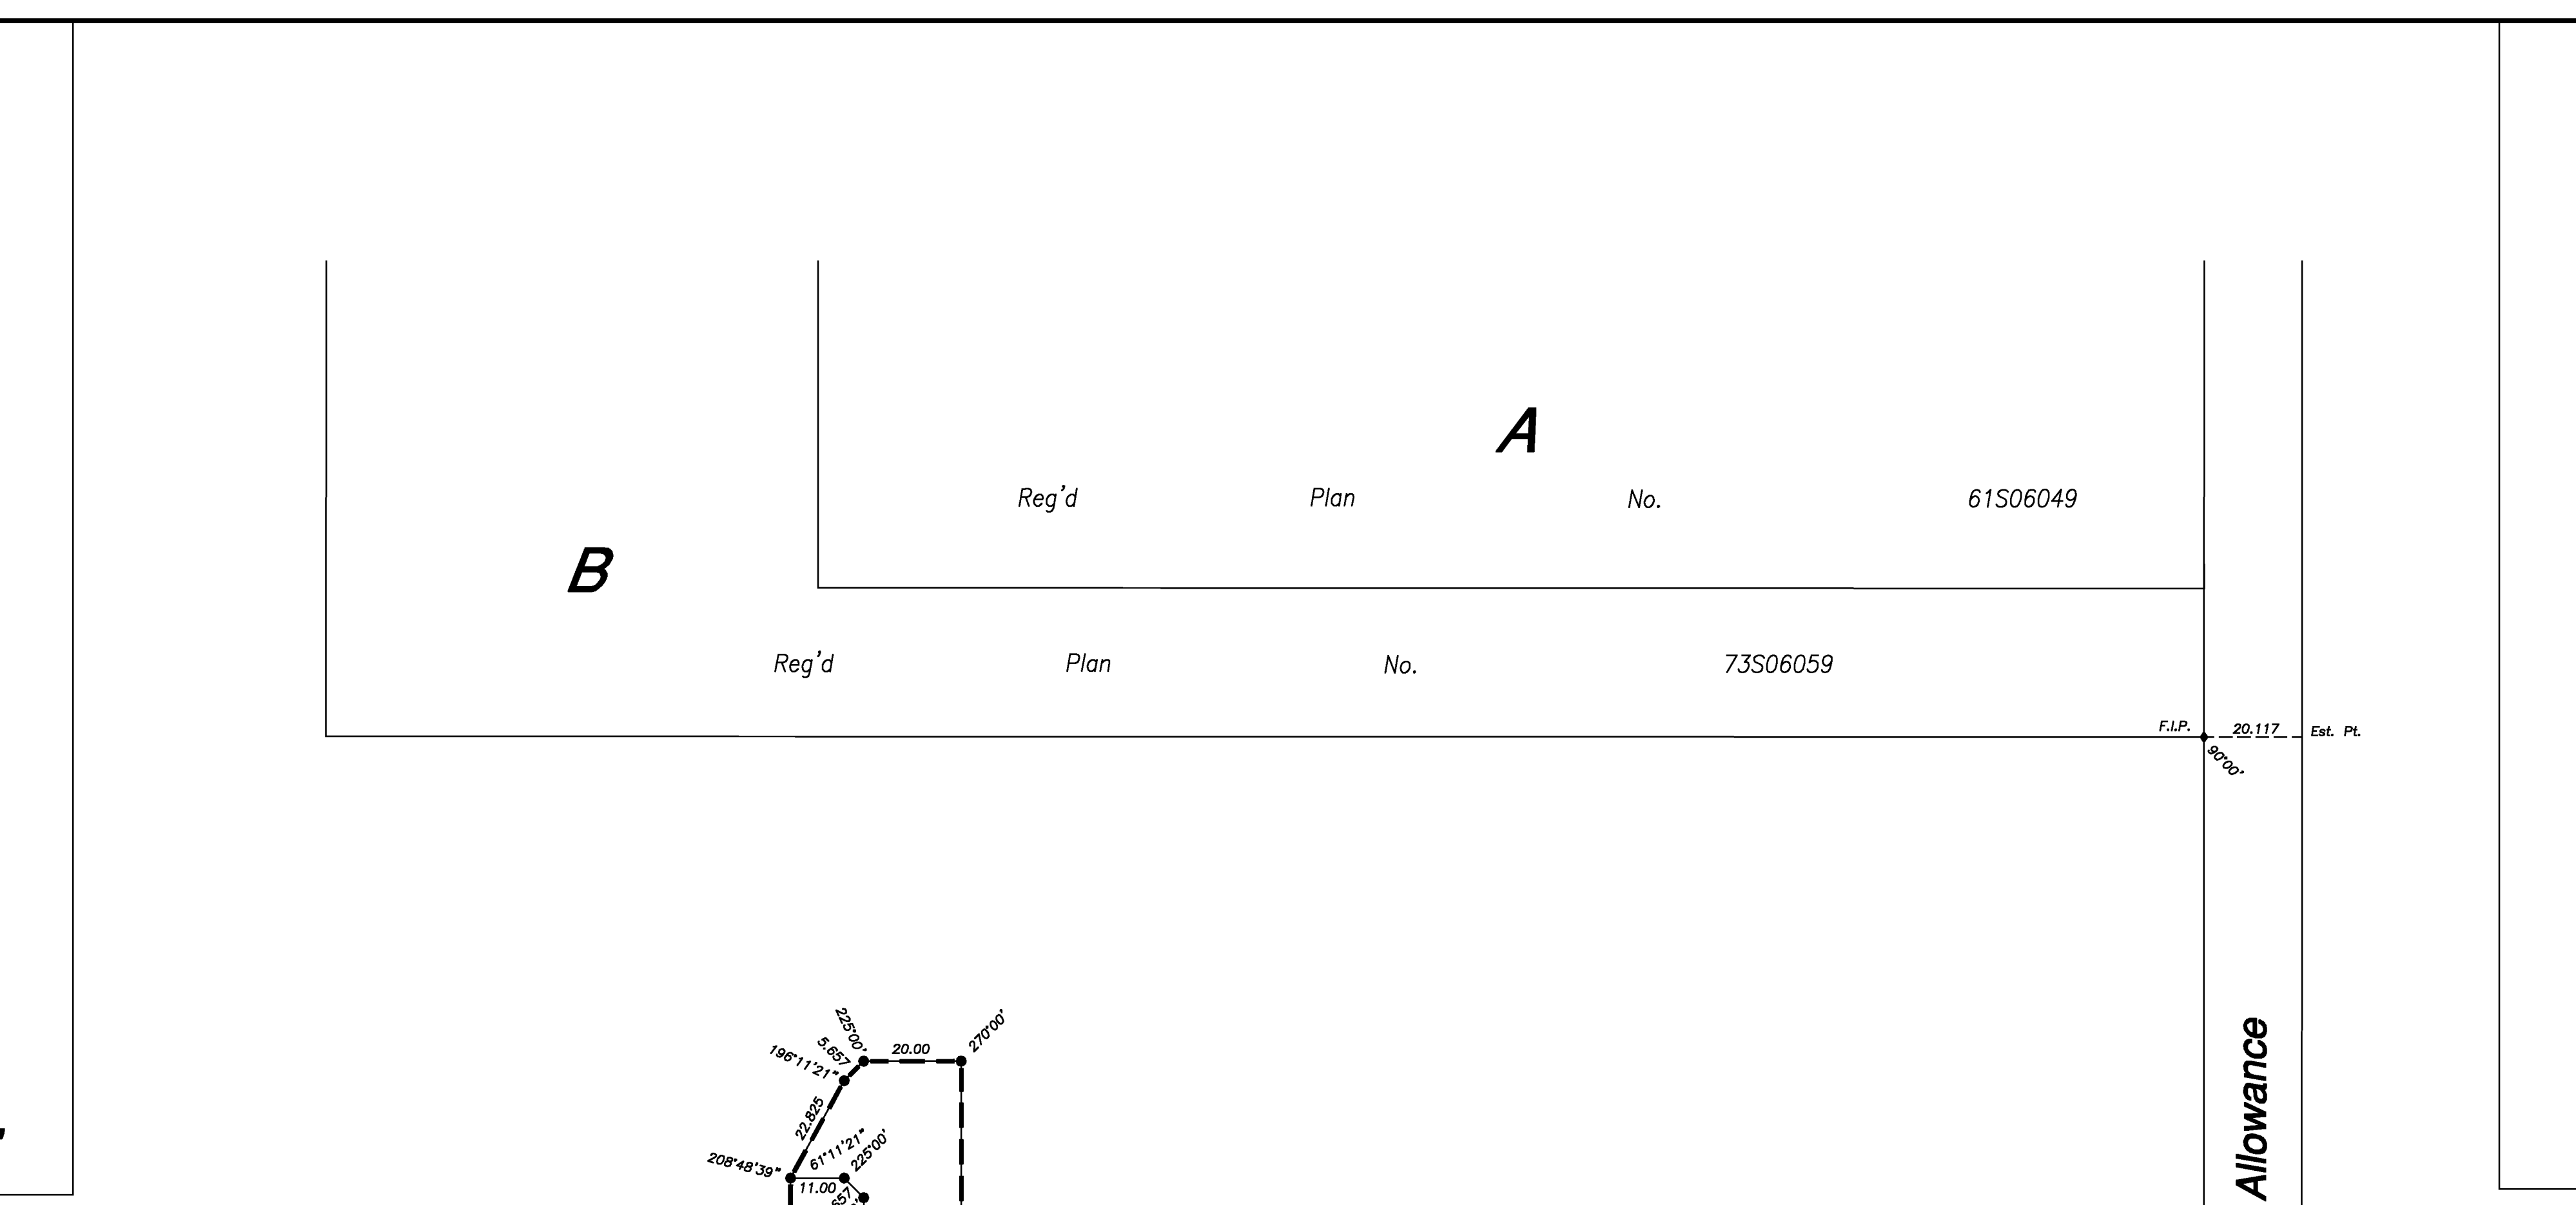 A
Reg'd Plan No. 61S06049
B
Reg'd Plan No. 73S06059
F.I.P. 20.117 Est. Pt.
90°00'
225°00'
270°00'
5.657
20.00
196°11'21"
22.825
61°11'21"
225°00'
208°48'39"
11.00
Allowance